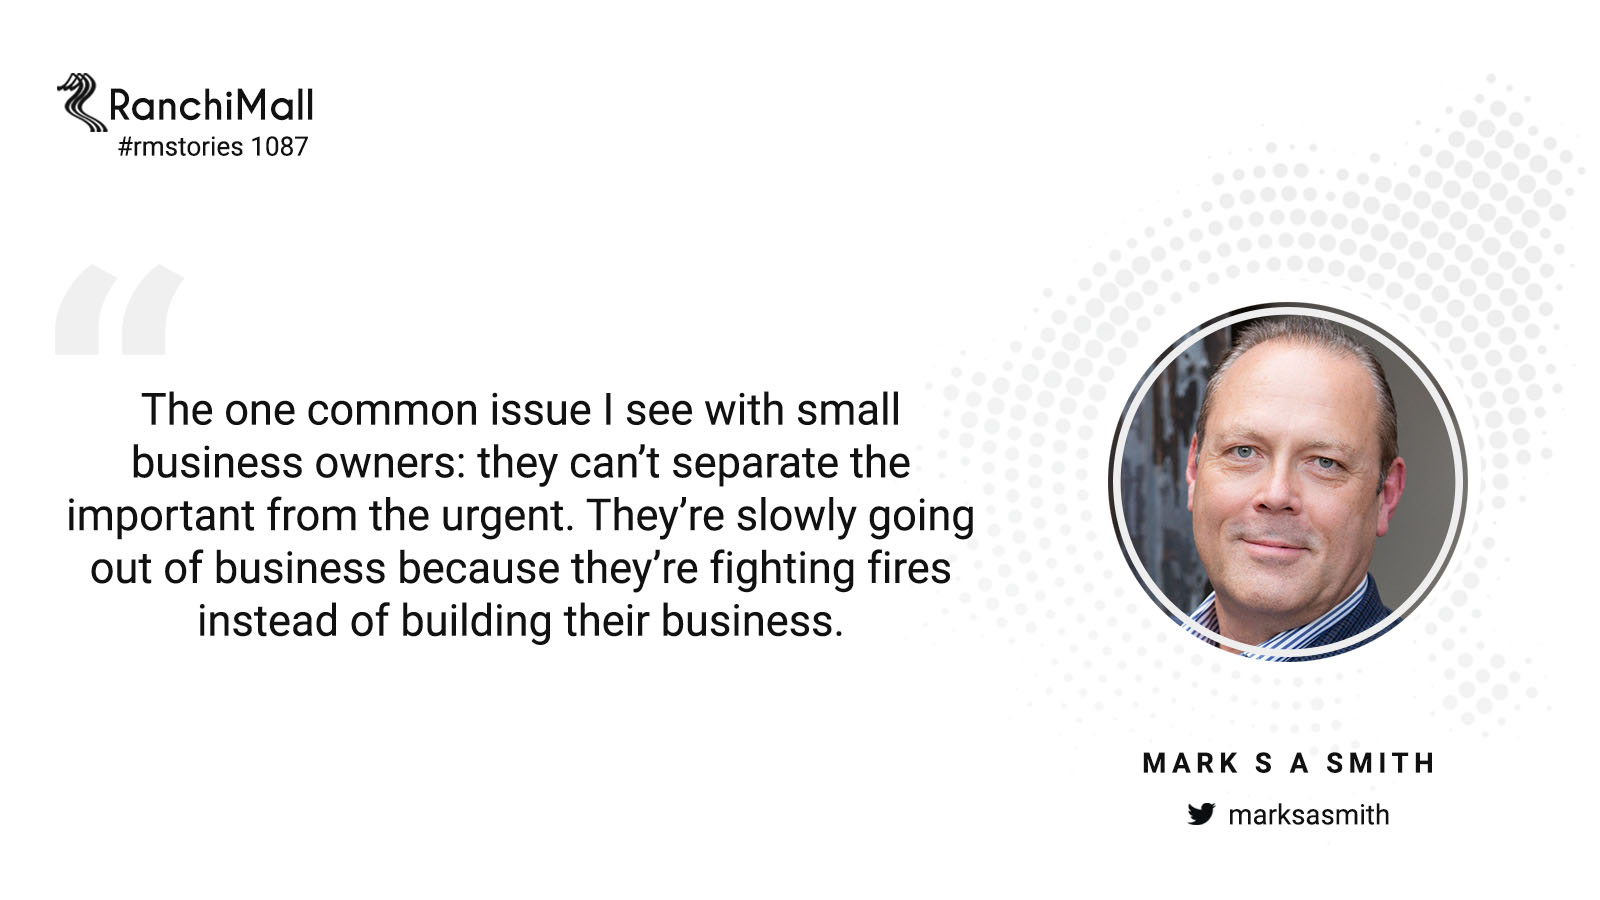 RanchiMall
#rmstories 1087
“
The one common issue I see with small
business owners: they can’t separate the
important from the urgent. They’re slowly going
out of business because they’re fighting fires
instead of building their business.
MARK S A SMITH
marksasmith